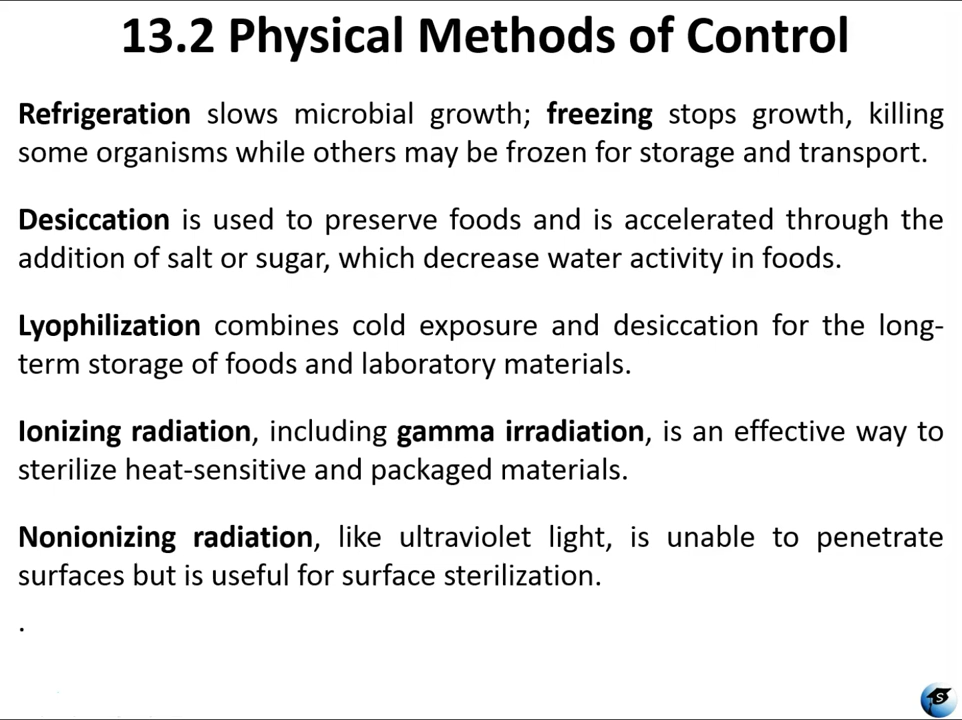 13.2 Physical Methods of Control
Refrigeration slows microbial growth; freezing stops growth, killing
some organisms while others may be frozen for storage and transport.
Desiccation is used to preserve foods and is accelerated through the
addition of salt or sugar, which decrease water activity in foods.
Lyophilization combines cold exposure and desiccation for the long-
term storage of foods and laboratory materials.
Ionizing radiation, including gamma irradiation, is an effective way to
sterilize heat-sensitive and packaged materials.
Nonionizing radiation, like ultraviolet light, is unable to penetrate
surfaces but is useful for surface sterilization.
.
S